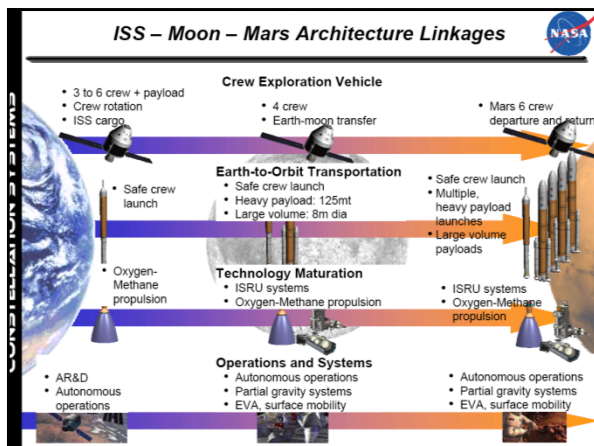 ISS – Moon – Mars Architecture Linkages
NASA
CONSTELLATION SYSTEMS
Crew Exploration Vehicle
• 3 to 6 crew + payload
• Crew rotation
• ISS cargo
• 4 crew
• Earth-moon transfer
• Mars 6 crew
departure and return
Earth-to-Orbit Transportation
• Safe crew
launch
• Safe crew launch
• Heavy payload: 125mt
• Large volume: 8m dia
• Safe crew launch
• Multiple,
heavy payload
launches
• Large volume
payloads
Technology Maturation
• Oxygen-
Methane
propulsion
• ISRU systems
• Oxygen-Methane propulsion
• ISRU systems
• Oxygen-Methane
propulsion
Operations and Systems
• AR&D
• Autonomous
operations
• Autonomous operations
• Partial gravity systems
• EVA, surface mobility
• Autonomous operations
• Partial gravity systems
• EVA, surface mobility